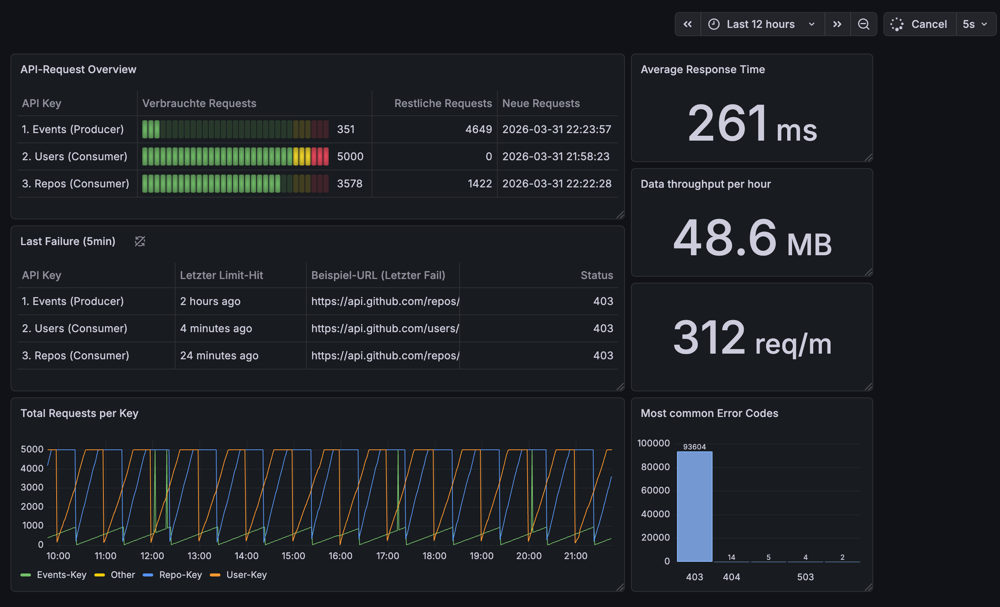 Last 12 hours
Cancel
5s
API-Request Overview
API Key Verbrauchte Requests Restliche Requests Neue Requests
1. Events (Producer) 351 4649 2026-03-31 22:23:57
2. Users (Consumer) 5000 0 2026-03-31 21:58:23
3. Repos (Consumer) 3578 1422 2026-03-31 22:22:28
Average Response Time
261 ms
Data throughput per hour
48.6 MB
Last Failure (5min)
API Key Letzter Limit-Hit Beispiel-URL (Letzter Fail) Status
1. Events (Producer) 2 hours ago https://api.github.com/repos/ 403
2. Users (Consumer) 4 minutes ago https://api.github.com/users/ 403
3. Repos (Consumer) 24 minutes ago https://api.github.com/repos/ 403
312 req/m
Total Requests per Key
5000
4000
3000
2000
1000
0
10:00 11:00 12:00 13:00 14:00 15:00 16:00 17:00 18:00 19:00 20:00 21:00
Events-Key Other Repo-Key User-Key
Most common Error Codes
100000
80000
60000
40000
20000
0
93604 14 5 4 2
403 404 503